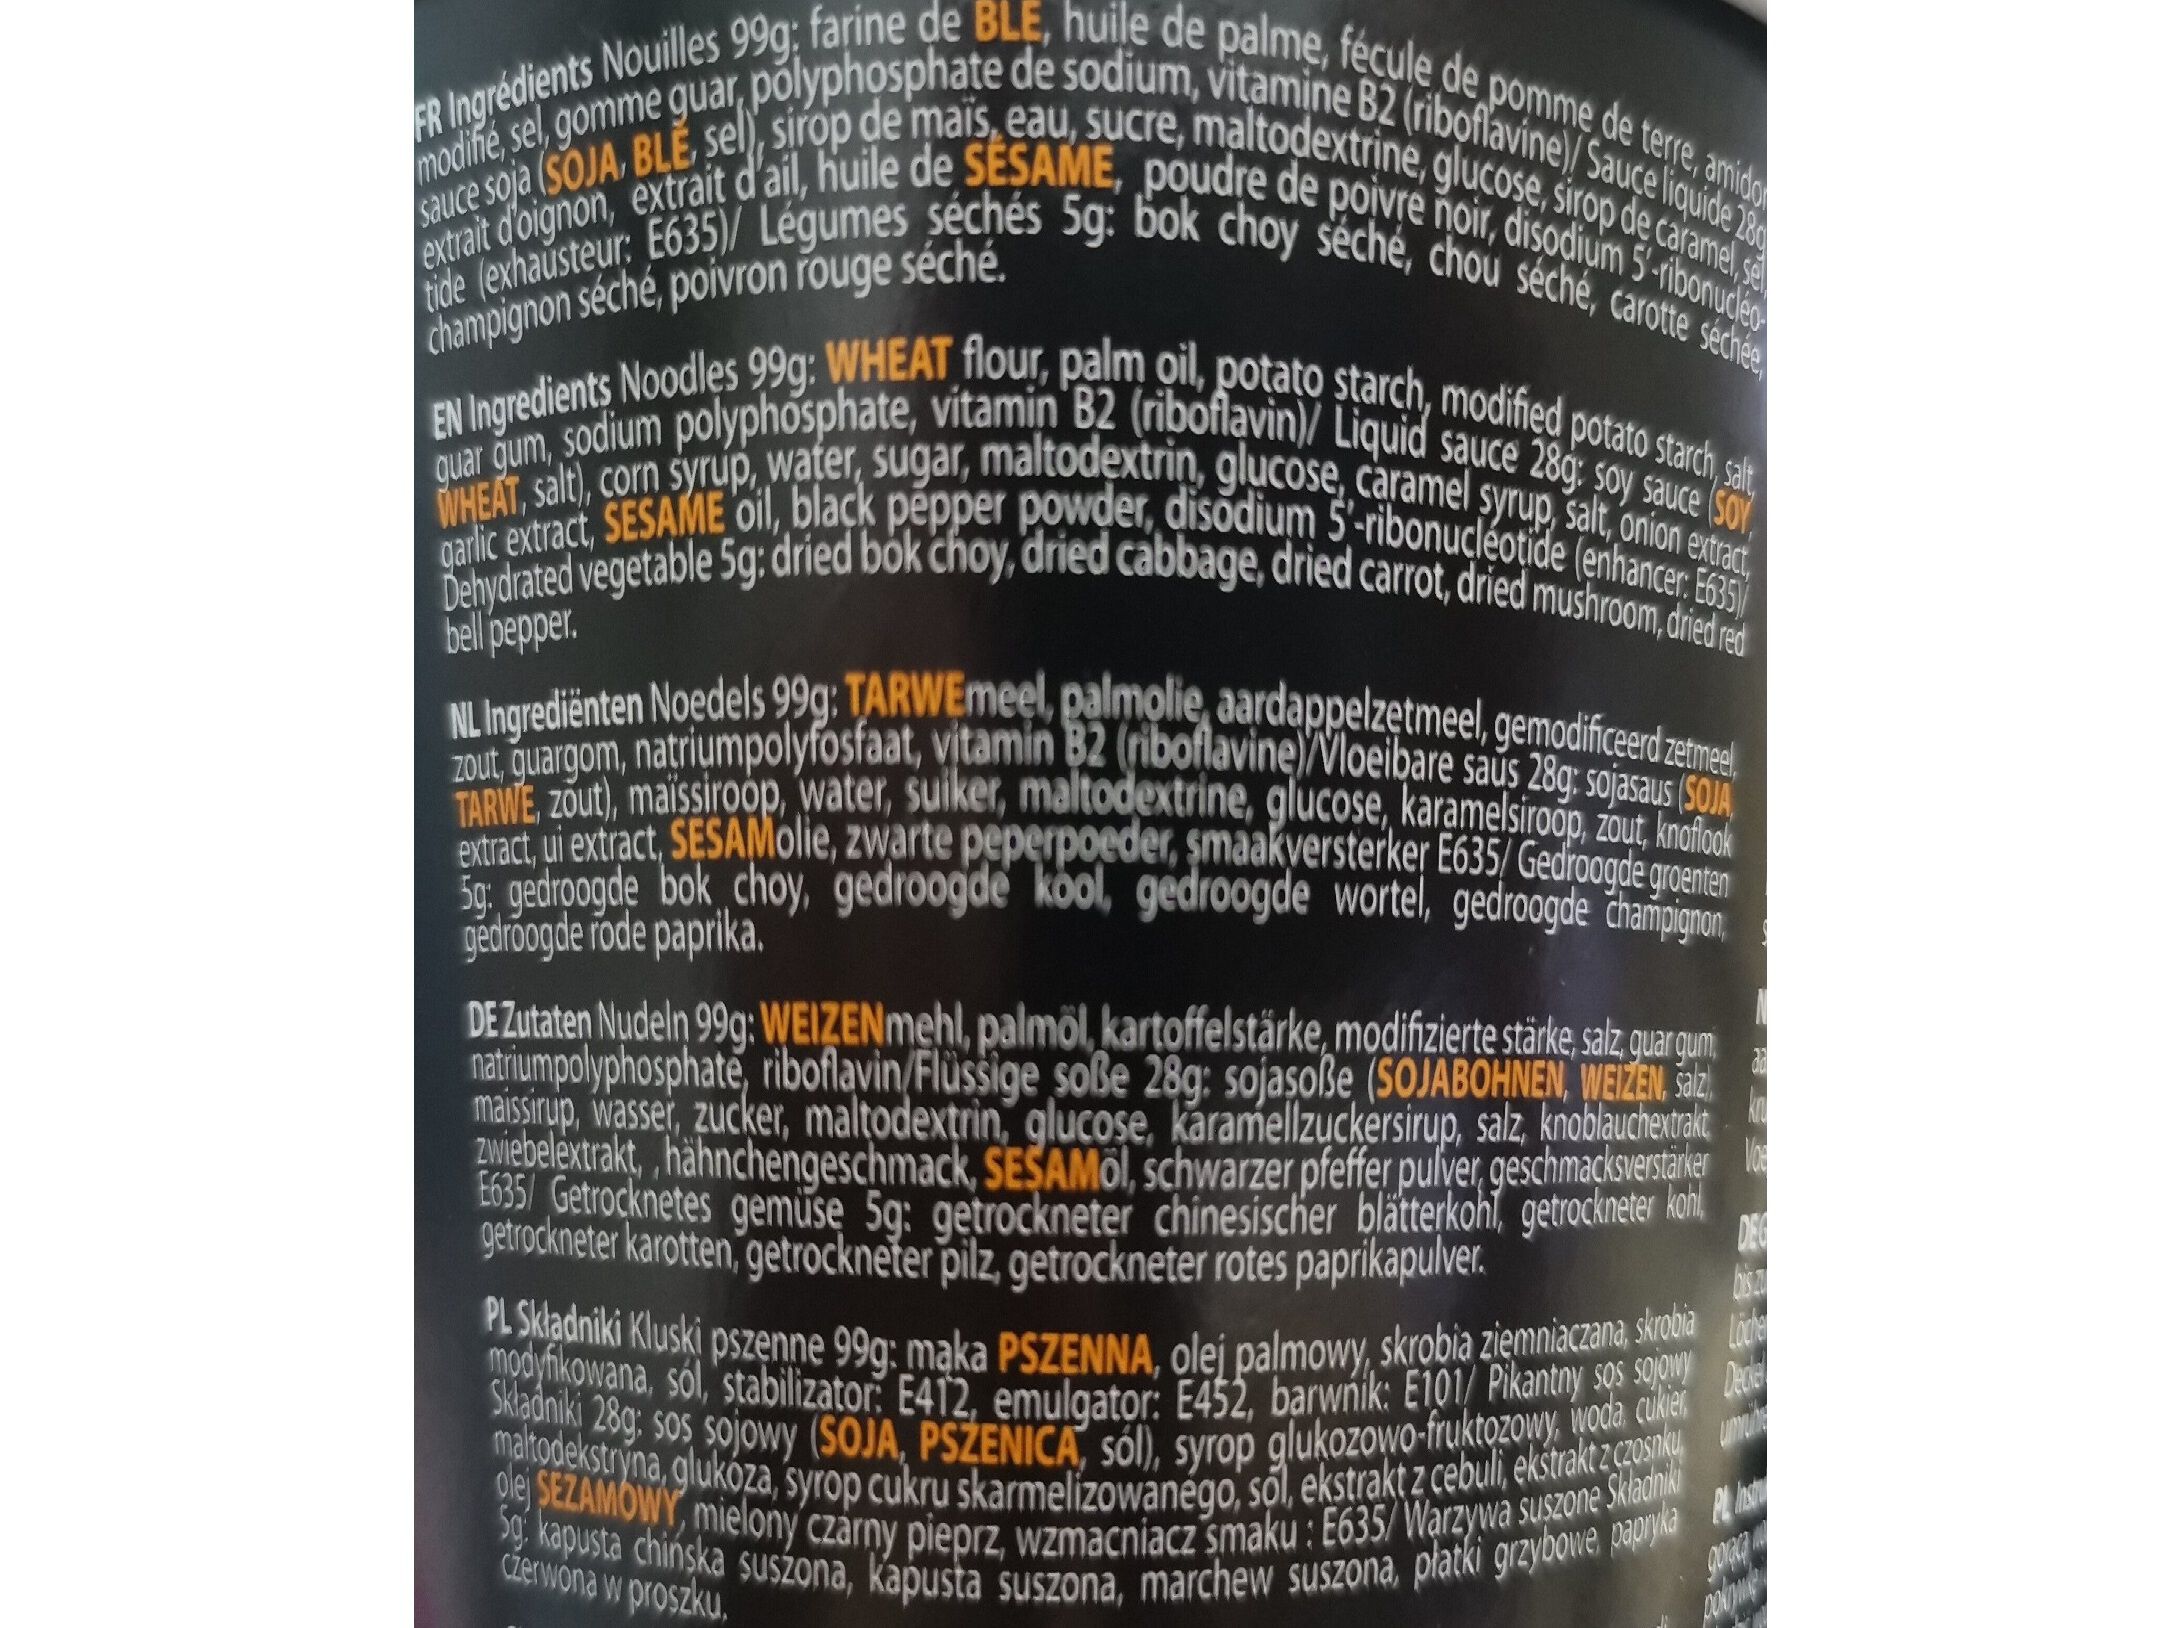 FR Ingrédients Nouilles 99g: farine de BLÉ, huile de palme, fécule de pomme de terre, amidon
modifié, sel, gomme guar, polyphosphate de sodium, vitamine B2 (riboflavine)/ Sauce liquide 28g
sauce soja (SOJA, BLÉ, sel), sirop de maïs, eau, sucre, maltodextrine, glucose, sirop de caramel, sel,
extrait d'oignon, extrait d'ail, huile de SÉSAME, poudre de poivre noir, disodium 5'-ribonucléo-
tide (exhausteur: E635)/ Légumes séchés 5g: bok choy séché, chou séché, carotte séchée,
champignon séché, poivron rouge séché.
EN Ingredients Noodles 99g: WHEAT flour, palm oil, potato starch, modified potato starch, salt,
guar gum, sodium polyphosphate, vitamin B2 (riboflavin)/ Liquid sauce 28g: soy sauce (SOY,
WHEAT, salt), corn syrup, water, sugar, maltodextrin, glucose, caramel syrup, salt, onion extract,
garlic extract, SESAME oil, black pepper powder, disodium 5'-ribonucleotide (enhancer: E635)/
Dehydrated vegetable 5g: dried bok choy, dried cabbage, dried carrot, dried mushroom, dried red
bell pepper.
NL Ingrediënten Noedels 99g: TARWEmeel, palmolie, aardappelzetmeel, gemodificeerd zetmeel,
zout, guargom, natriumpolyfosfaat, vitamin B2 (riboflavine)/Vloeibare saus 28g: sojasaus (SOJA,
TARWE, zout), maïssiroop, water, suiker, maltodextrine, glucose, karamelsiroop, zout, knoflook
extract, ui extract, SESAMolie, zwarte peperpoeder, smaakversterker E635/ Gedroogde groenten
5g: gedroogde bok choy, gedroogde kool, gedroogde wortel, gedroogde champignon,
gedroogde rode paprika.
DE Zutaten Nudeln 99g: WEIZENmehl, palmöl, kartoffelstärke, modifizierte stärke, salz, guar gum,
natriumpolyphosphate, riboflavin/Flüssige soße 28g: sojasoße (SOJABOHNEN, WEIZEN, salz),
maissirup, wasser, zucker, maltodextrin, glucose, karamellzuckersirup, salz, knoblauchextrakt
zwiebelextrakt, , hähnchengeschmack, SESAMöl, schwarzer pfeffer pulver, geschmacksverstärker
E635/ Getrocknetes gemüse 5g: getrockneter chinesischer blätterkohl, getrockneter kohl,
getrockneter karotten, getrockneter pilz, getrockneter rotes paprikapulver.
PL Składniki Kluski pszenne 99g: mąka PSZENNA, olej palmowy, skrobia ziemniaczana, skrobia
modyfikowana, sól, stabilizator: E412, emulgator: E452, barwnik: E101/ Pikantny sos sojowy
Składniki 28g: sos sojowy (SOJA, PSZENICA, sól), syrop glukozowo-fruktozowy, woda, cukier,
maltodekstryna, glukoza, syrop cukru skarmelizowanego, sól, ekstrakt z cebuli, ekstrakt z czosnku,
olej SEZAMOWY, mielony czarny pieprz, wzmacniacz smaku : E635/ Warzywa suszone Składniki
5g: kapusta chińska suszona, kapusta suszona, marchew suszona, płatki grzybowe, papryka
czerwona w proszku.